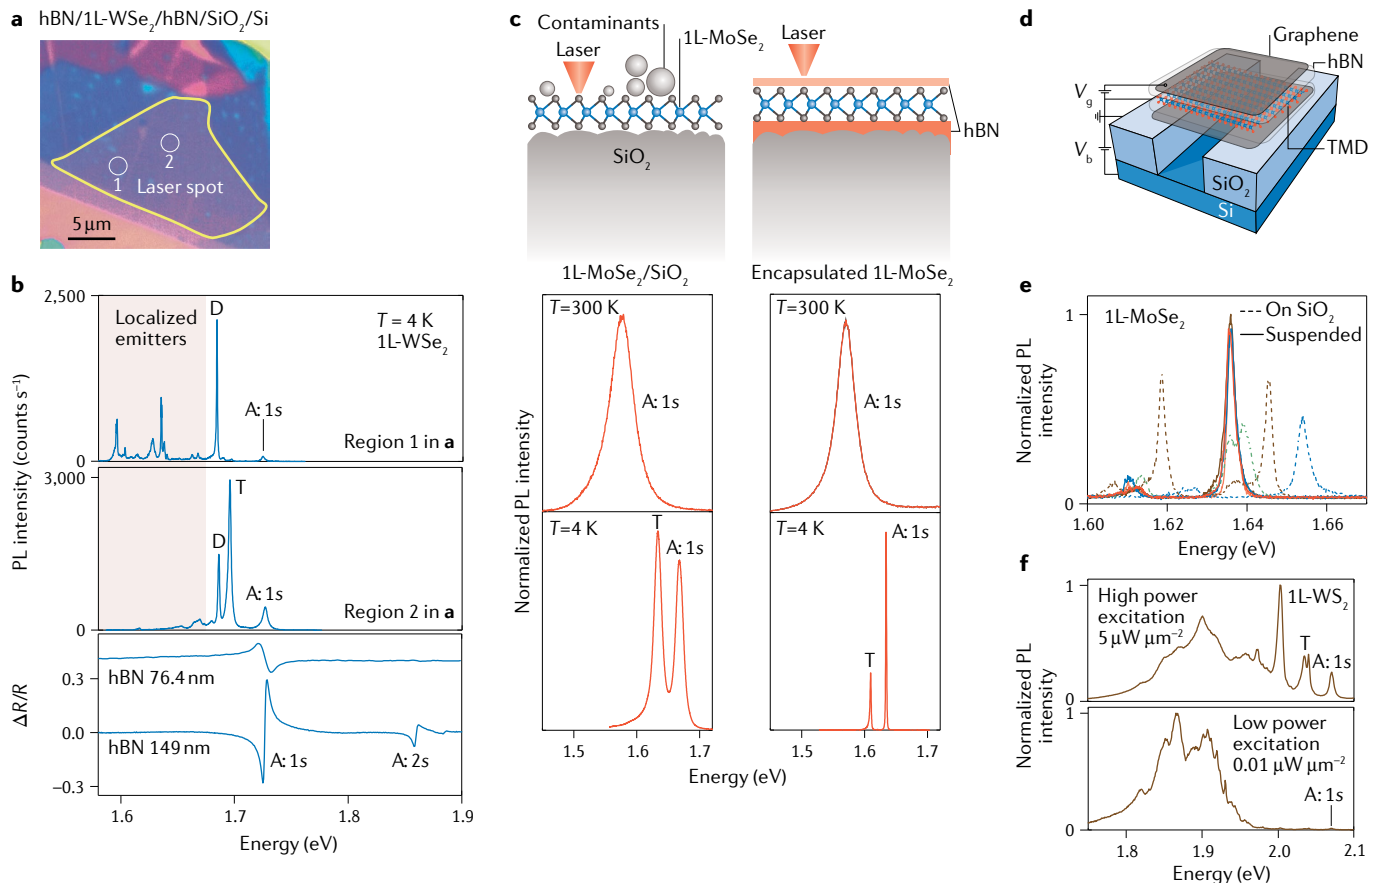 a
hBN/1L-WSe₂/hBN/SiO₂/Si
1
2
Laser spot
5 μm
b
PL intensity (counts s⁻¹)
2,500
0
Localized
emitters
D
T = 4 K
1L-WSe₂
A: 1s
Region 1 in a
3,000
0
D
T
A: 1s
Region 2 in a
ΔR/R
0.3
0.0
−0.3
hBN 76.4 nm
hBN 149 nm
A: 1s
A: 2s
1.6
1.7
1.8
1.9
Energy (eV)
c
Contaminants
1L-MoSe₂
Laser
Laser
hBN
SiO₂
1L-MoSe₂/SiO₂
Encapsulated 1L-MoSe₂
Normalized PL intensity
T=300 K
A: 1s
T=300 K
A: 1s
T=4 K
T
A: 1s
T=4 K
T
A: 1s
1.5
1.6
1.7
1.5
1.6
1.7
Energy (eV)
d
Graphene
hBN
V_g
V_b
TMD
SiO₂
Si
e
Normalized PL
intensity
1
0
1L-MoSe₂
On SiO₂
Suspended
1.60
1.62
1.64
1.66
Energy (eV)
f
Normalized PL
intensity
1
0
High power
excitation
5 μW μm⁻²
1L-WS₂
T
A: 1s
1
0
Low power
excitation
0.01 μW μm⁻²
A: 1s
1.8
1.9
2.0
2.1
Energy (eV)